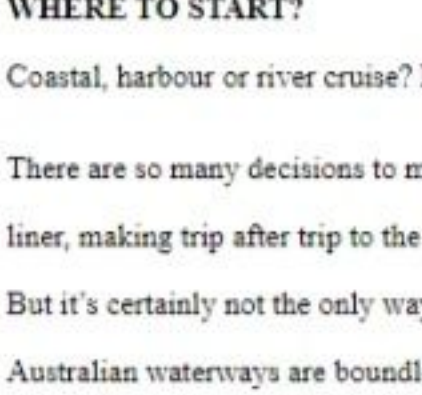 WHERE TO START?
Coastal, harbour or river cruise?
There are so many decisions to
liner, making trip after trip to the
But it's certainly not the only
Australian waterways are